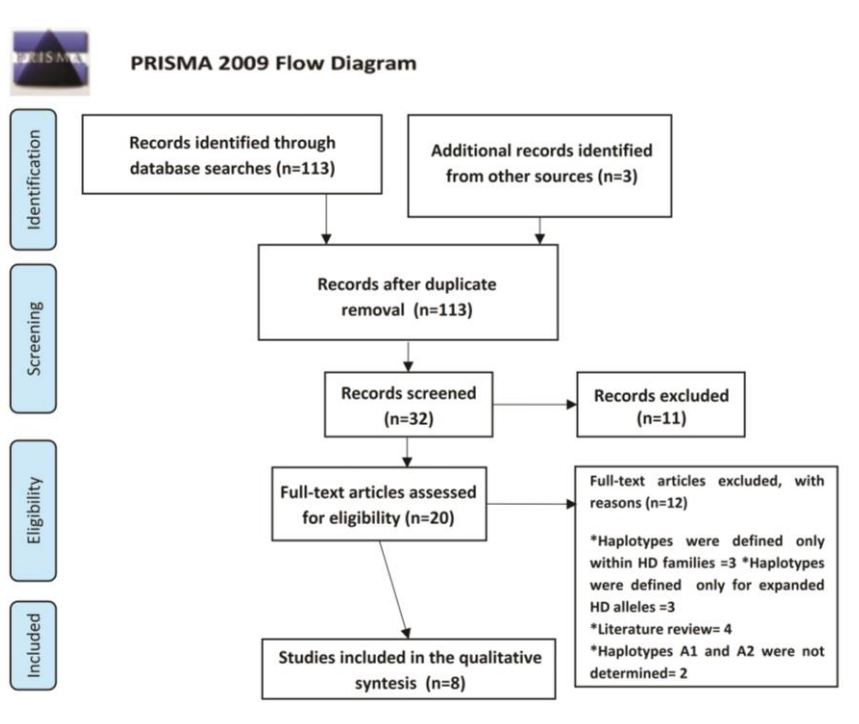 PRISMA
PRISMA 2009 Flow Diagram
Identification
Records identified through
database searches (n=113)
Additional records identified
from other sources (n=3)
Records after duplicate
removal (n=113)
Screening
Records screened
(n=32)
Records excluded
(n=11)
Eligibility
Full-text articles assessed
for eligibility (n=20)
Full-text articles excluded, with
reasons (n=12)
*Haplotypes were defined only
within HD families =3 *Haplotypes
were defined only for expanded
HD alleles =3
*Literature review= 4
*Haplotypes A1 and A2 were not
determined= 2
Included
Studies included in the qualitative
syntesis (n=8)